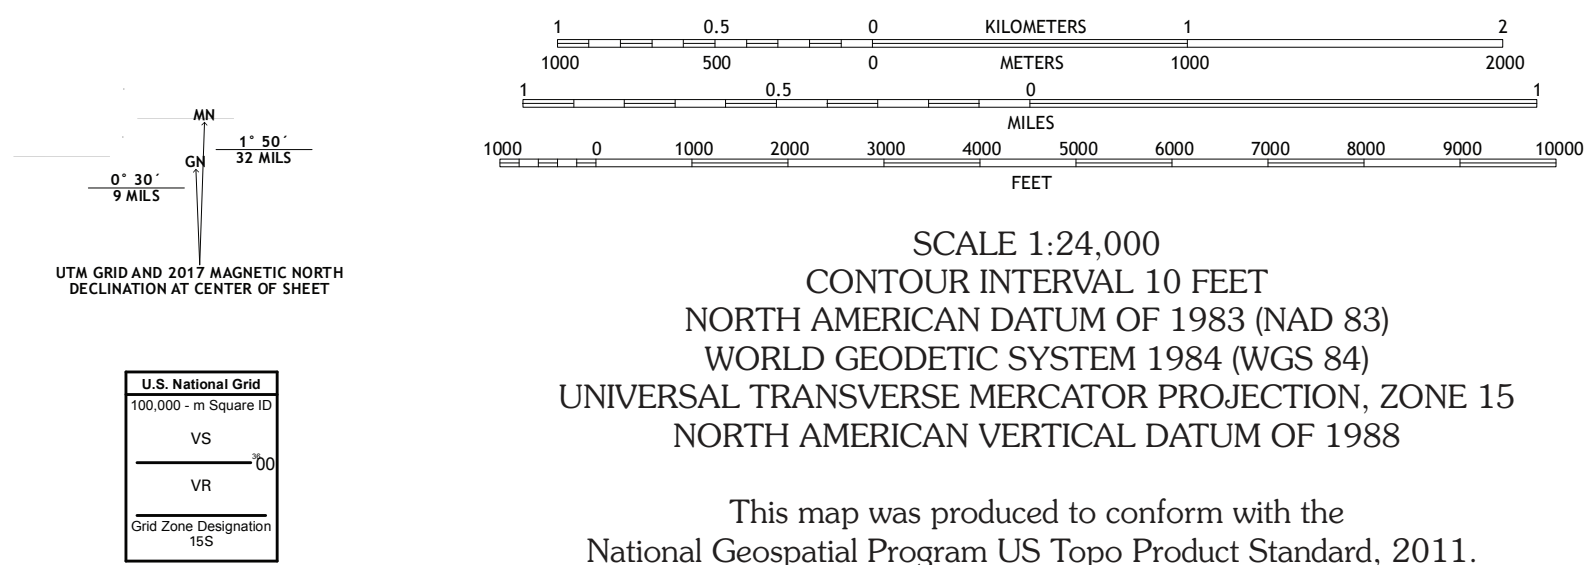 1 0.5 0 KILOMETERS 1 2
1000 500 0 METERS 1000 2000
1 0.5 0 1
MILES
1000 0 1000 2000 3000 4000 5000 6000 7000 8000 9000 10000
FEET
MN
1° 50´
32 MILS
GN
0° 30´
9 MILS
UTM GRID AND 2017 MAGNETIC NORTH
DECLINATION AT CENTER OF SHEET
U.S. National Grid
100,000 - m Square ID
VS
36 00
VR
Grid Zone Designation
15S
SCALE 1:24,000
CONTOUR INTERVAL 10 FEET
NORTH AMERICAN DATUM OF 1983 (NAD 83)
WORLD GEODETIC SYSTEM 1984 (WGS 84)
UNIVERSAL TRANSVERSE MERCATOR PROJECTION, ZONE 15
NORTH AMERICAN VERTICAL DATUM OF 1988
This map was produced to conform with the
National Geospatial Program US Topo Product Standard, 2011.